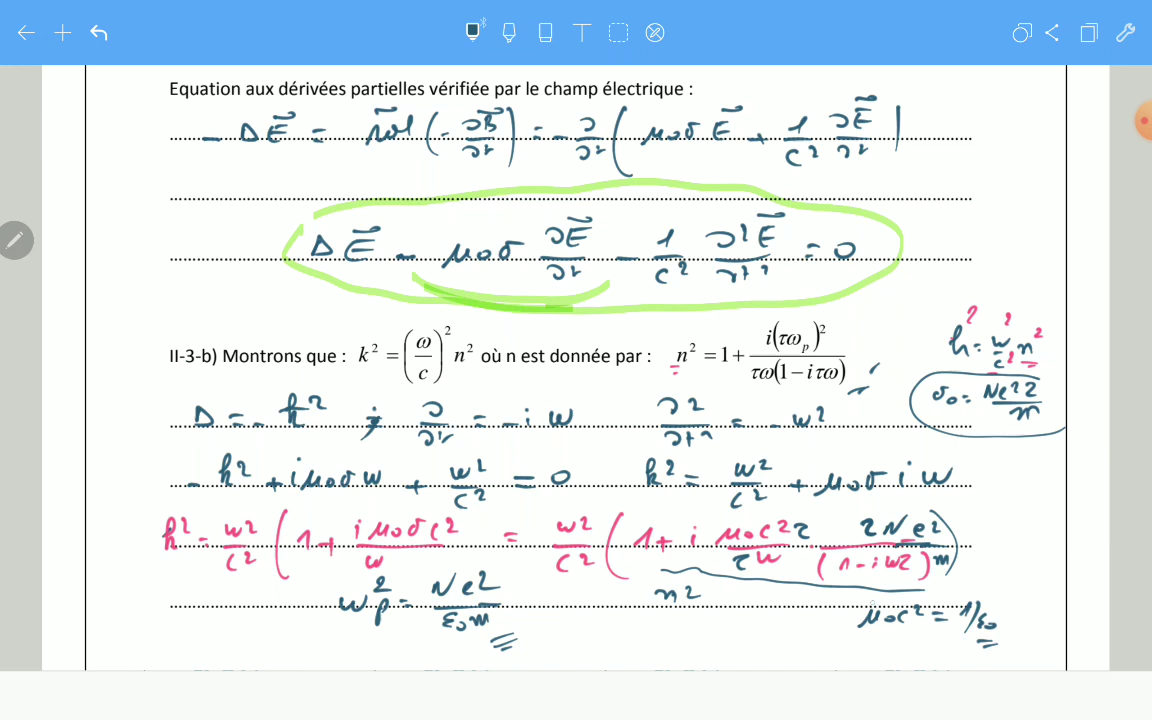 Equation aux dérivées partielles vérifiée par le champ électrique :
- Δ E⃗ = rot⃗ (- ∂B⃗/∂t) = - ∂/∂t (μ₀σ E⃗ + 1/c² ∂E⃗/∂t)
Δ E⃗ - μ₀σ ∂E⃗/∂t - 1/c² ∂²E⃗/∂t² = 0
II-3-b) Montrons que : k² = (ω/c)² n² où n est donnée par : n² = 1 + i(τω_p)²/τω(1 - iτω)
k² = ω²/c² n²
σ₀ = Ne²τ/m
Δ = - k² ; ∂/∂t = - iω ∂²/∂t² = - ω²
- k² + iμ₀σω + ω²/c² = 0 k² = ω²/c² + μ₀σiω
k² = ω²/c² (1 + iμ₀σc²/ω = ω²/c² (1 + i μ₀c²τ/τω · τNe²/(1 - iωτ)m)
ω_p² = Ne²/ε₀m n² μ₀c² = 1/ε₀